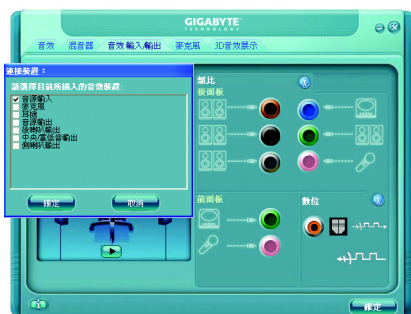 GIGABYTE
TECHNOLOGY
音效 混音器 音效 輸入/輸出 麥克風 3D音效展示
連接裝置：
請選擇目前所插入的音效裝置：
音源輸入
麥克風
耳機
音源輸出
後喇叭輸出
中央/重低音輸出
側喇叭輸出
確定 取消
類比
後面板
前面板
數位
確定